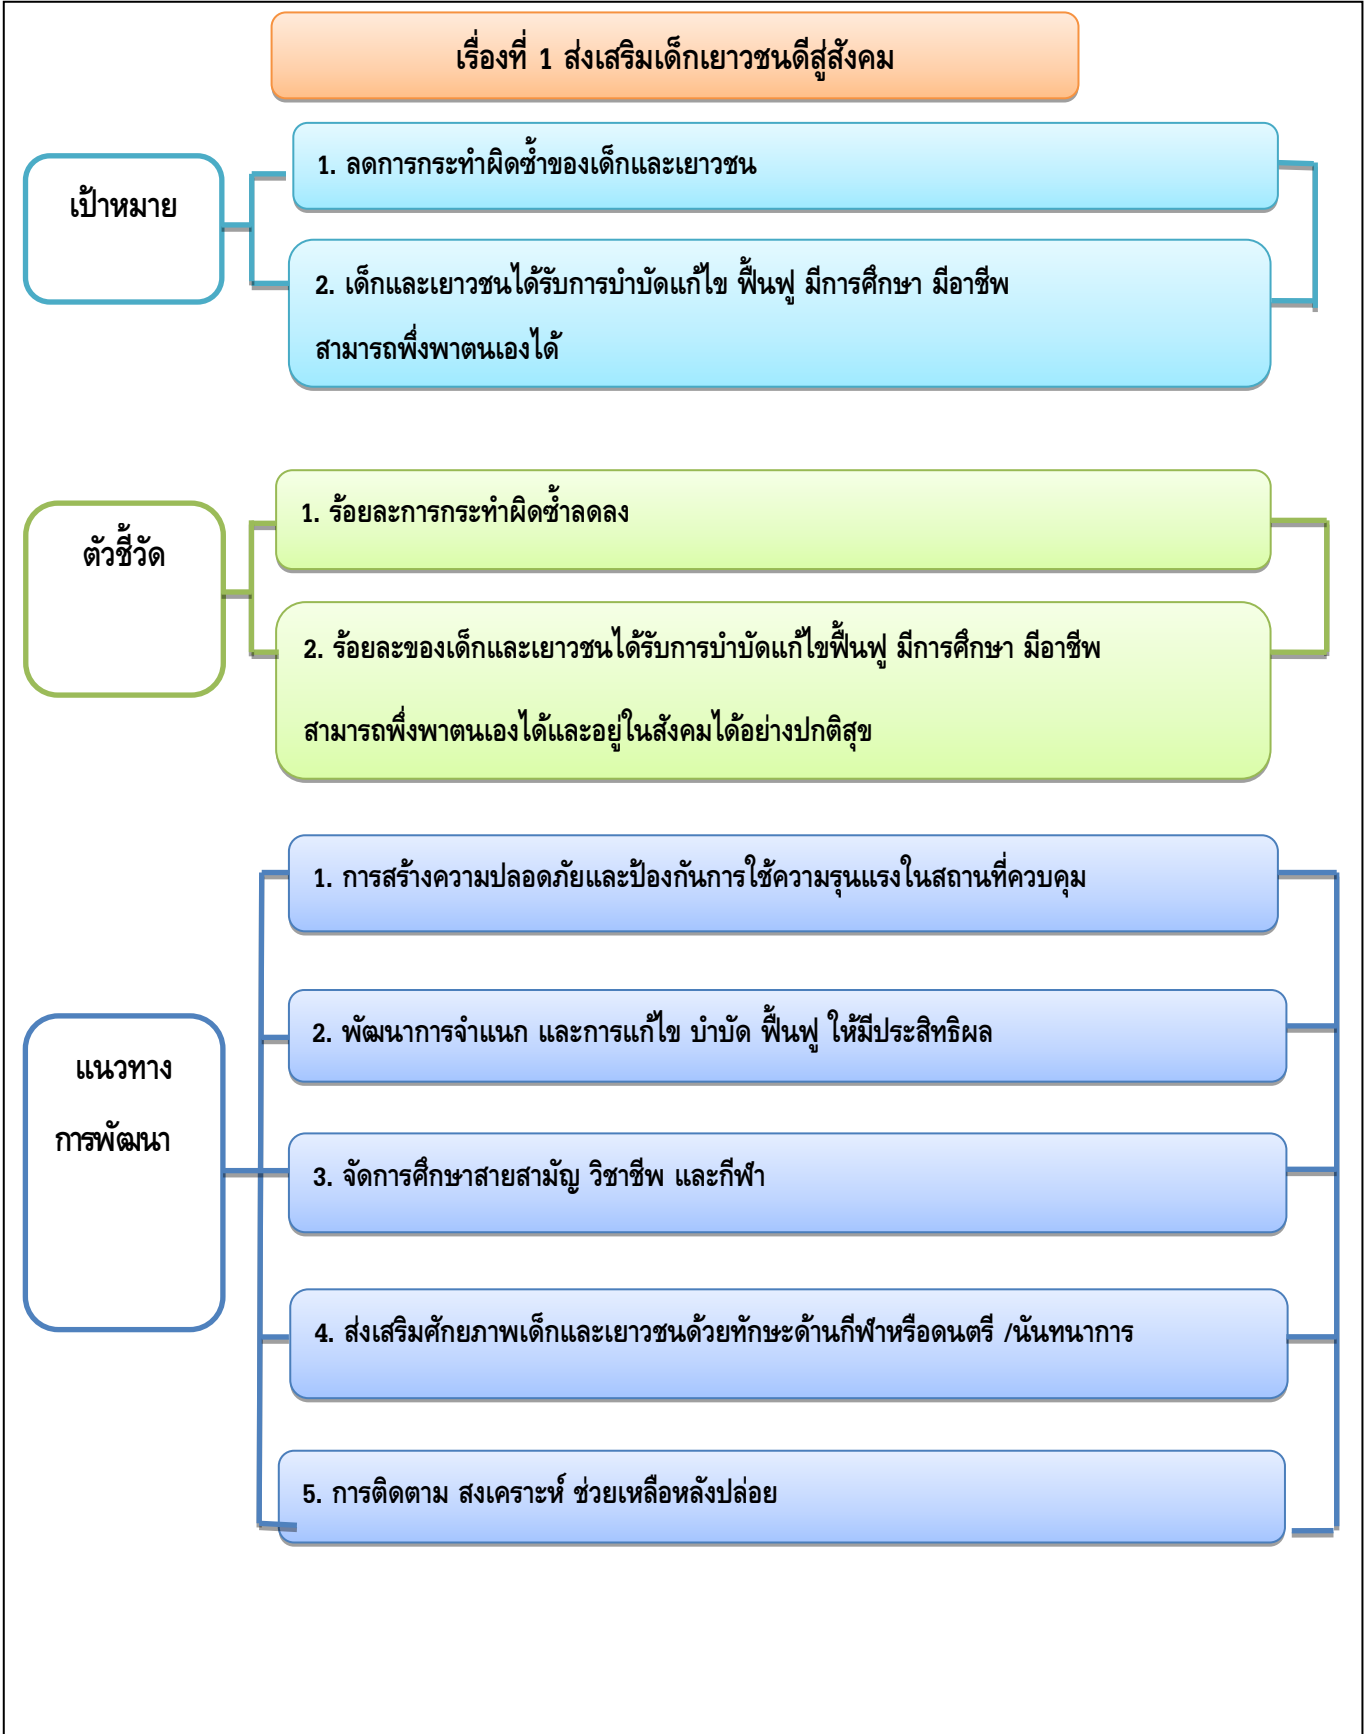 เรื่องที่ 1 ส่งเสริมเด็กเยาวชนดีสู่สังคม
เป้าหมาย
1. ลดการกระทำผิดซ้ำของเด็กและเยาวชน
2. เด็กและเยาวชนได้รับการบำบัดแก้ไข ฟื้นฟู มีการศึกษา มีอาชีพ
สามารถพึ่งพาตนเองได้
ตัวชี้วัด
1. ร้อยละการกระทำผิดซ้ำลดลง
2. ร้อยละของเด็กและเยาวชนได้รับการบำบัดแก้ไขฟื้นฟู มีการศึกษา มีอาชีพ
สามารถพึ่งพาตนเองได้และอยู่ในสังคมได้อย่างปกติสุข
แนวทาง
การพัฒนา
1. การสร้างความปลอดภัยและป้องกันการใช้ความรุนแรงในสถานที่ควบคุม
2. พัฒนาการจำแนก และการแก้ไข บำบัด ฟื้นฟู ให้มีประสิทธิผล
3. จัดการศึกษาสายสามัญ วิชาชีพ และกีฬา
4. ส่งเสริมศักยภาพเด็กและเยาวชนด้วยทักษะด้านกีฬาหรือดนตรี /นันทนาการ
5. การติดตาม สงเคราะห์ ช่วยเหลือหลังปล่อย